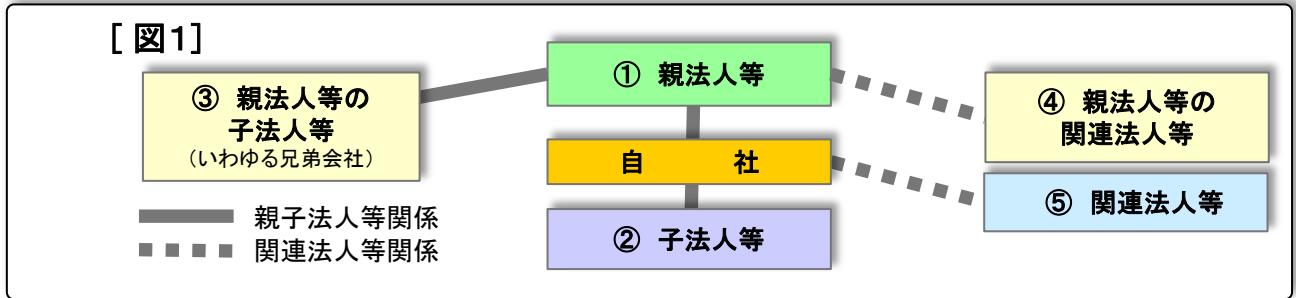 [図1]
① 親法人等
③ 親法人等の
子法人等
（いわゆる兄弟会社）
④ 親法人等の
関連法人等
自 社
⑤ 関連法人等
② 子法人等
親子法人等関係
関連法人等関係